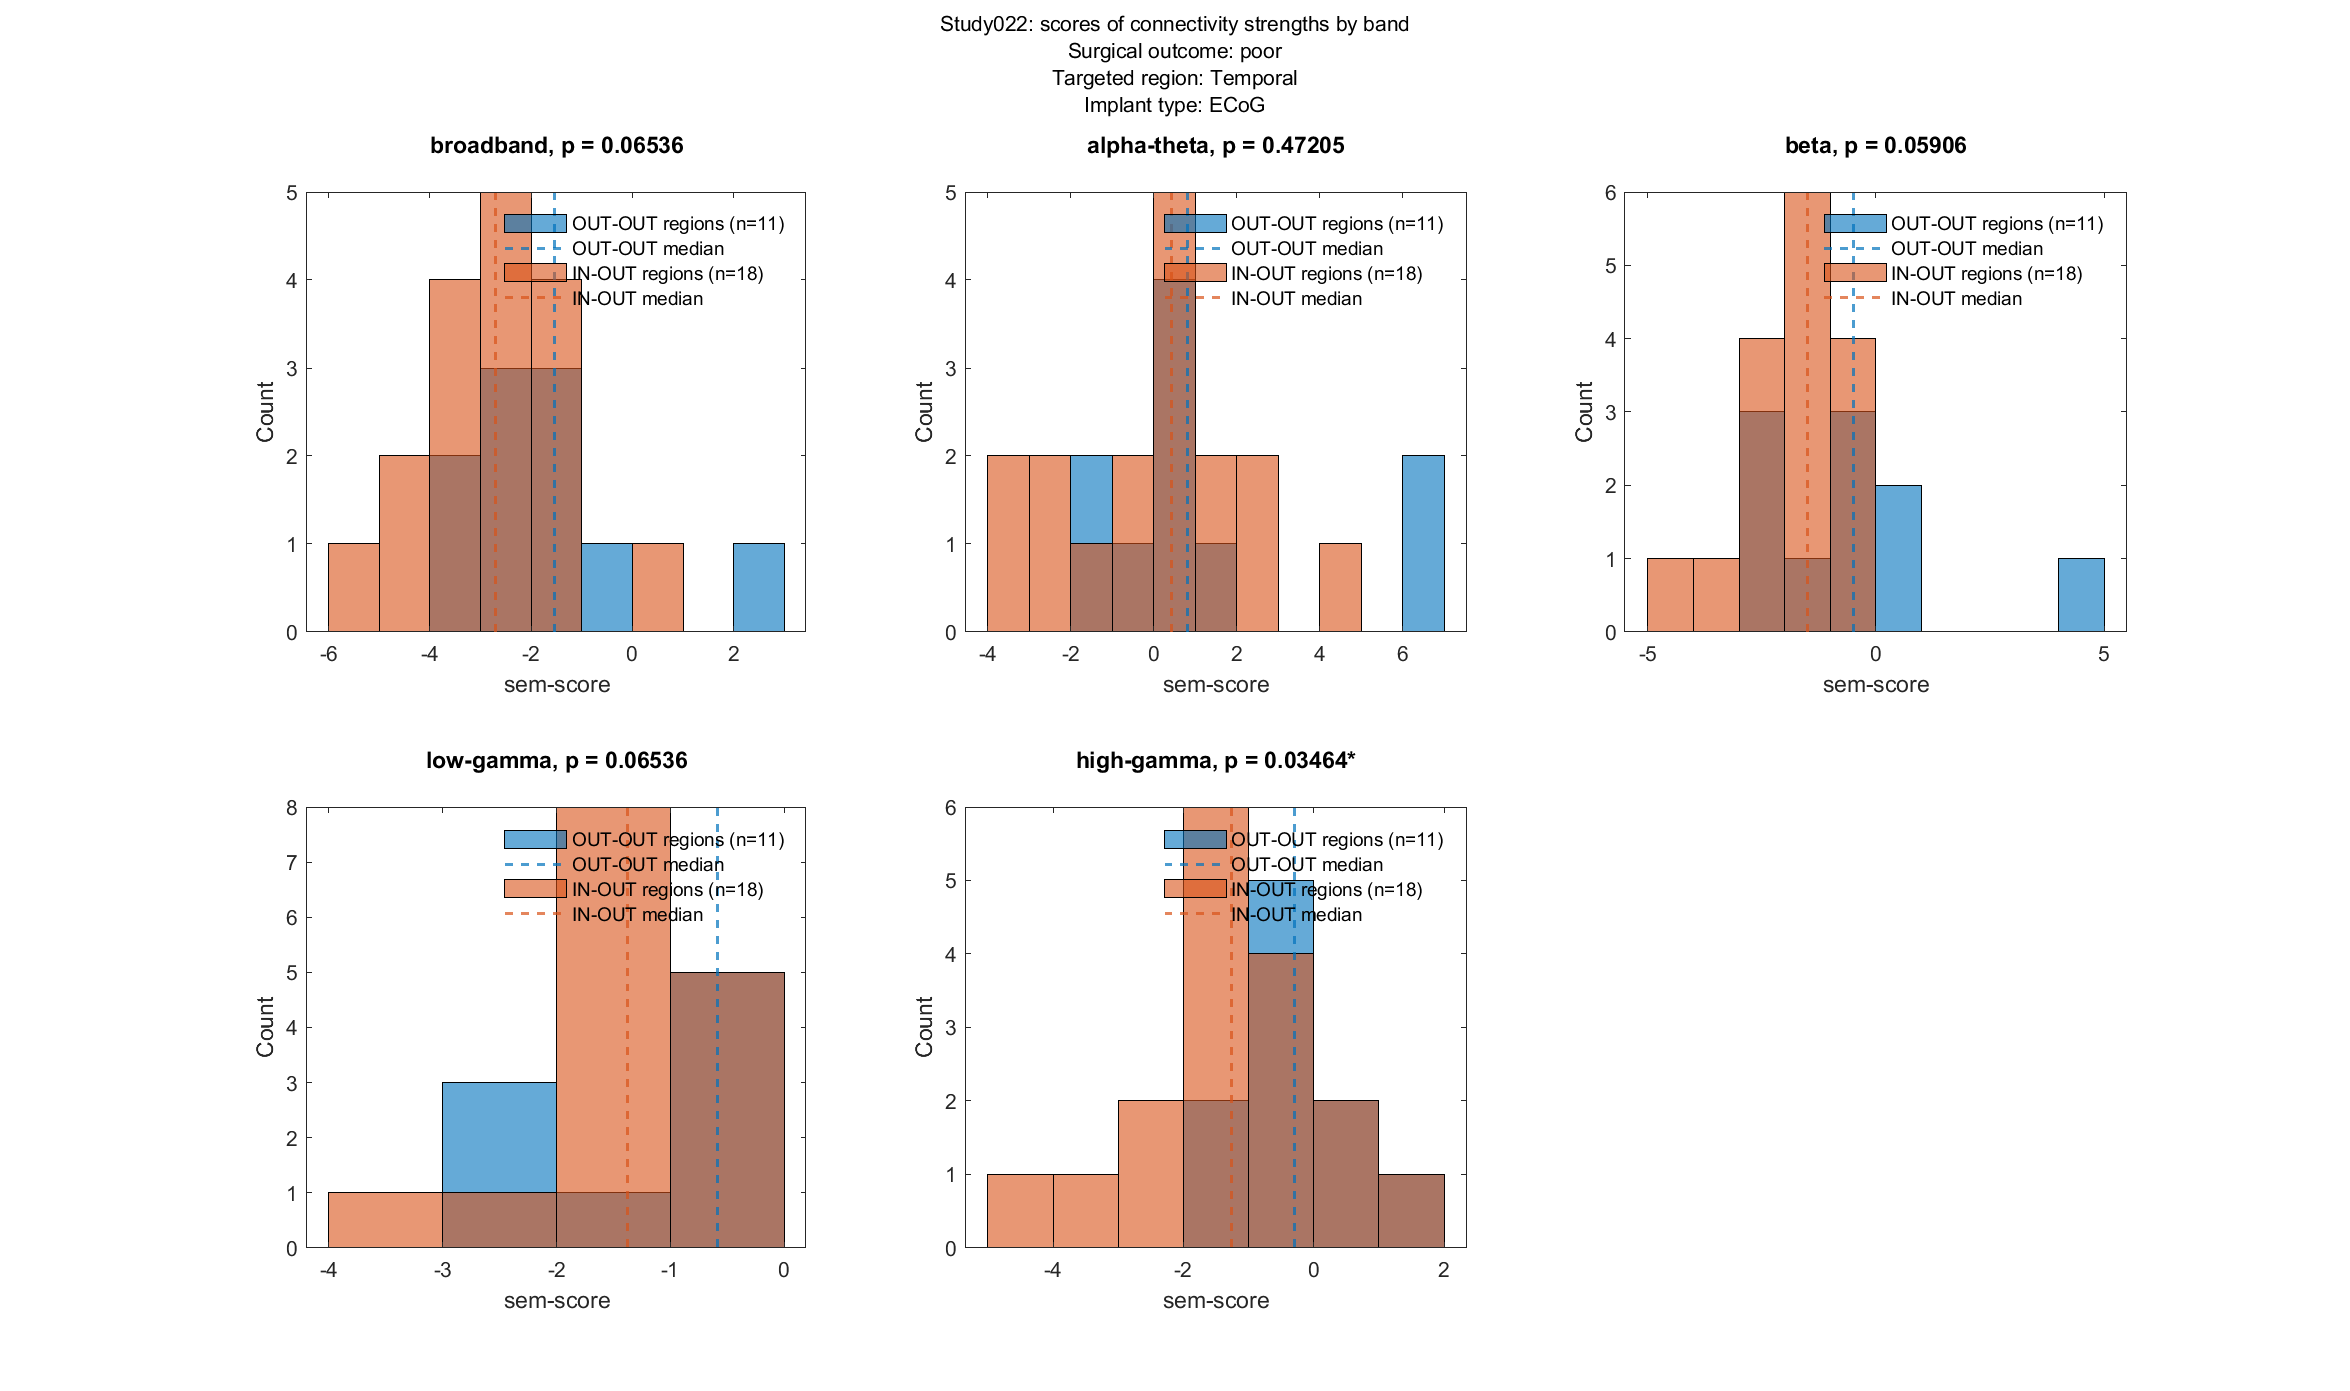 Study022: scores of connectivity strengths by band
Surgical outcome: poor
Targeted region: Temporal
Implant type: ECoG
broadband, p = 0.06536
5
4
3
2
1
0
Count
-6
-4
-2
0
2
sem-score
OUT-OUT regions (n=11)
OUT-OUT median
IN-OUT regions (n=18)
IN-OUT median
alpha-theta, p = 0.47205
5
4
3
2
1
0
Count
-4
-2
0
2
4
6
sem-score
OUT-OUT regions (n=11)
OUT-OUT median
IN-OUT regions (n=18)
IN-OUT median
beta, p = 0.05906
6
5
4
3
2
1
0
Count
-5
0
5
sem-score
OUT-OUT regions (n=11)
OUT-OUT median
IN-OUT regions (n=18)
IN-OUT median
low-gamma, p = 0.06536
8
7
6
5
4
3
2
1
0
Count
-4
-3
-2
-1
0
sem-score
OUT-OUT regions (n=11)
OUT-OUT median
IN-OUT regions (n=18)
IN-OUT median
high-gamma, p = 0.03464*
6
5
4
3
2
1
0
Count
-4
-2
0
2
sem-score
OUT-OUT regions (n=11)
OUT-OUT median
IN-OUT regions (n=18)
IN-OUT median